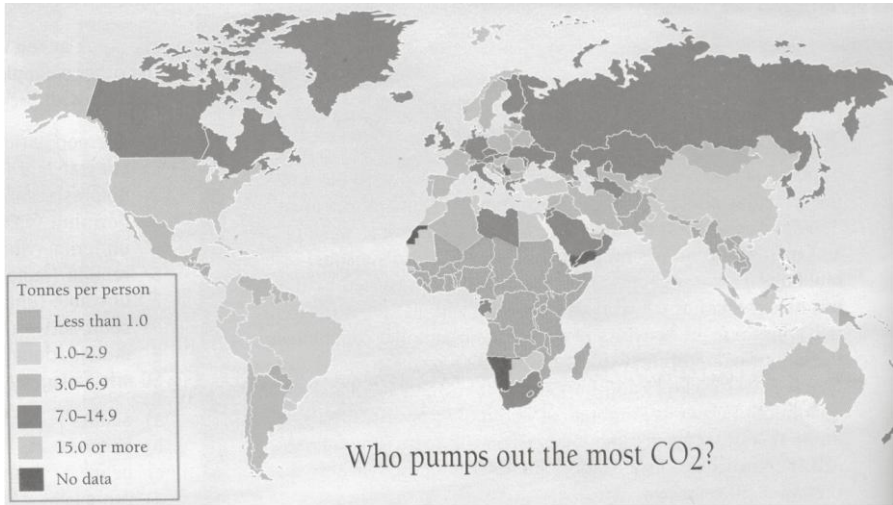 Tonnes per person
Less than 1.0
1.0–2.9
3.0–6.9
7.0–14.9
15.0 or more
No data
Who pumps out the most CO2?